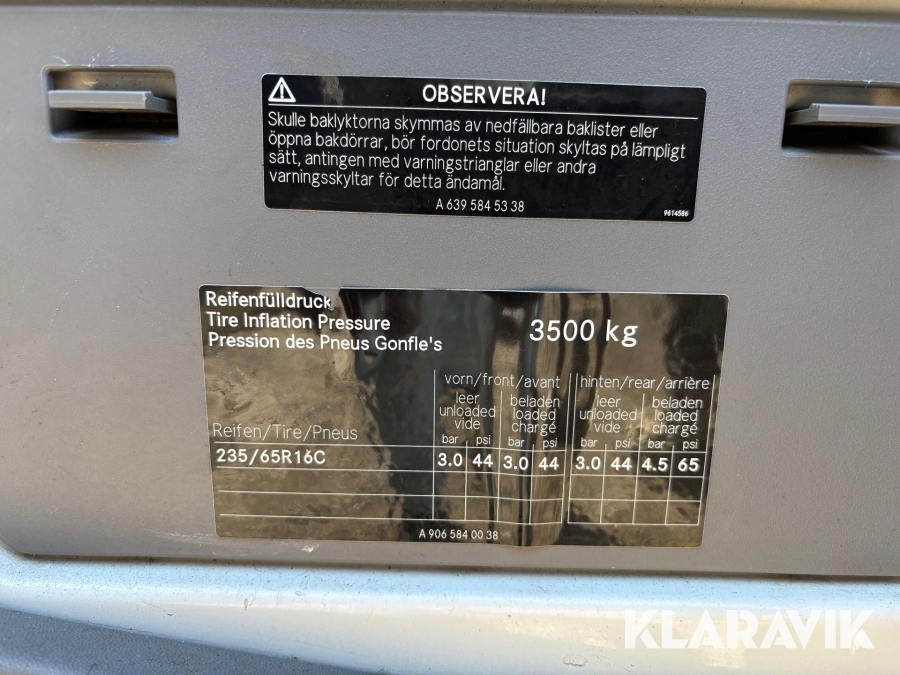 OBSERVERA!
Skulle baklyktorna skymmas av nedfällbara baklister eller
öppna bakdörrar, bör fordonets situation skyltas på lämpligt
sätt, antingen med varningstrianglar eller andra
varningsskyltar för detta ändamål.
A 639 584 53 38
9614586
Reifenfülldruck
Tire Inflation Pressure
Pression des Pneus Gonfle's
3500 kg
vorn/front/avant hinten/rear/arrière
leer beladen leer beladen
unloaded loaded unloaded loaded
vide chargé vide chargé
Reifen/Tire/Pneus bar psi bar psi bar psi bar psi
235/65R16C 3.0 44 3.0 44 3.0 44 4.5 65
A 906 584 00 38
KLARAVIK